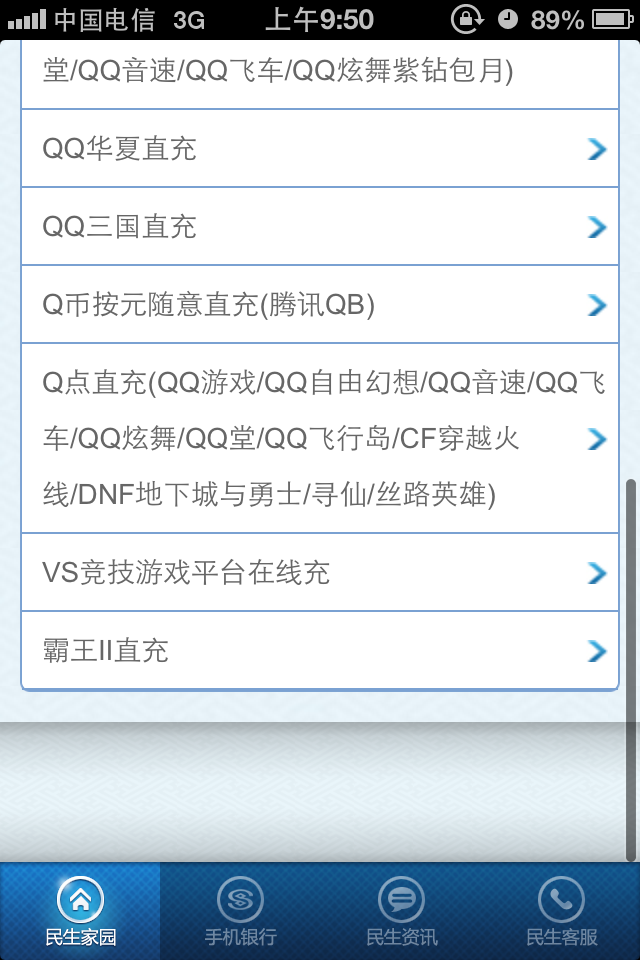 中国电信 3G 上午9:50 89%
堂/QQ音速/QQ飞车/QQ炫舞紫钻包月)
QQ华夏直充
QQ三国直充
Q币按元随意直充(腾讯QB)
Q点直充(QQ游戏/QQ自由幻想/QQ音速/QQ飞
车/QQ炫舞/QQ堂/QQ飞行岛/CF穿越火
线/DNF地下城与勇士/寻仙/丝路英雄)
VS竞技游戏平台在线充
霸王II直充
民生家园 手机银行 民生资讯 民生客服